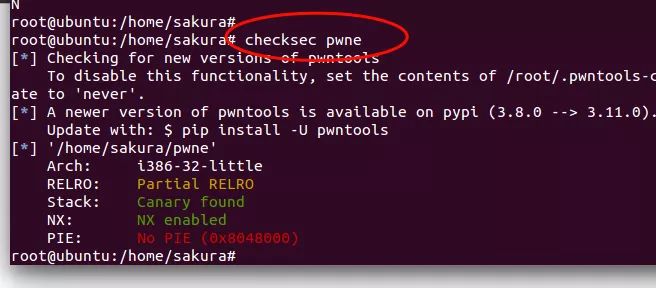 N
root@ubuntu:/home/sakura#
root@ubuntu:/home/sakura# checksec pwne
[*] Checking for new versions of pwntools
To disable this functionality, set the contents of /root/.pwntools-c
ate to 'never'.
[*] A newer version of pwntools is available on pypi (3.8.0 --> 3.11.0).
Update with: $ pip install -U pwntools
[*] '/home/sakura/pwne'
Arch: i386-32-little
RELRO: Partial RELRO
Stack: Canary found
NX: NX enabled
PIE: No PIE (0x8048000)
root@ubuntu:/home/sakura#